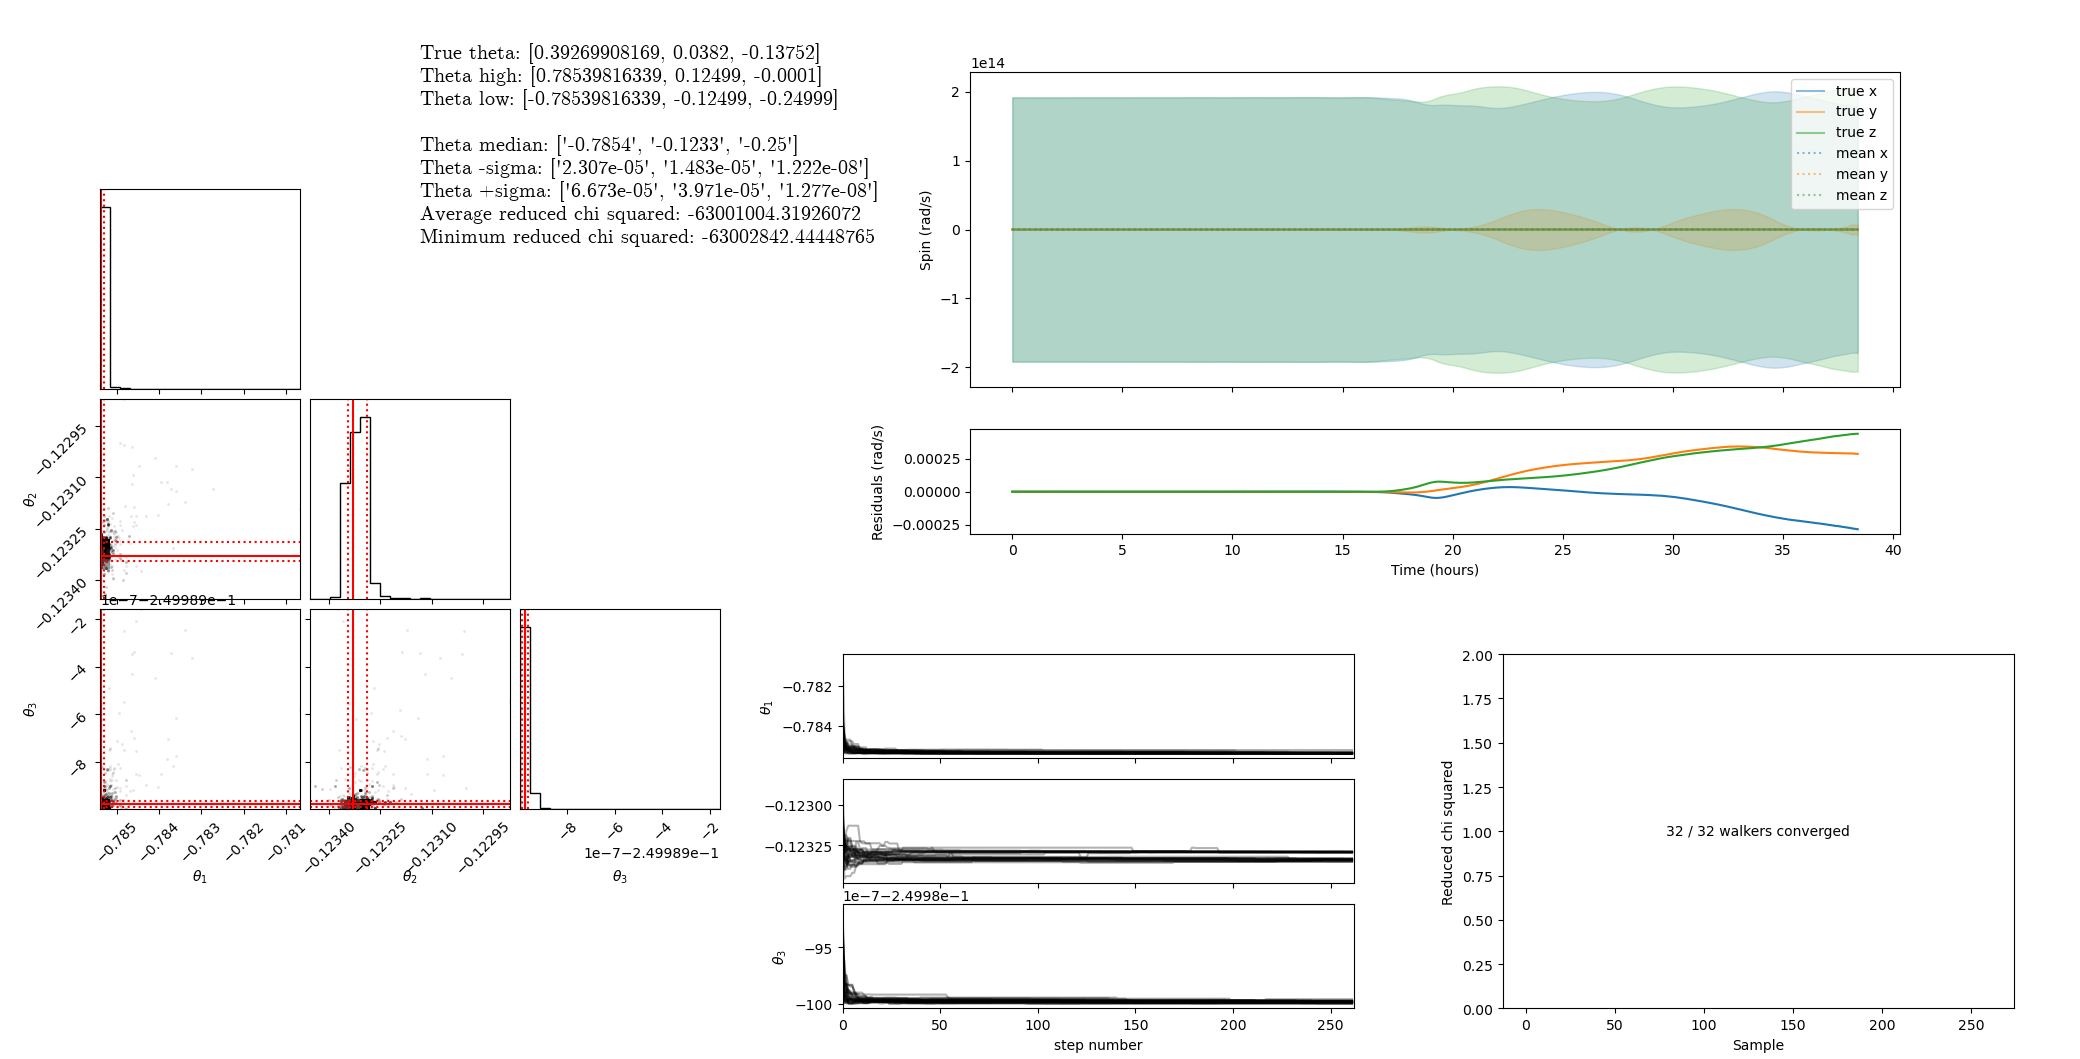 True theta: [0.39269908169, 0.0382, -0.13752]
Theta high: [0.78539816339, 0.12499, -0.0001]
Theta low: [-0.78539816339, -0.12499, -0.24999]
Theta median: ['-0.7854', '-0.1233', '-0.25']
Theta -sigma: ['2.307e-05', '1.483e-05', '1.222e-08']
Theta +sigma: ['6.673e-05', '3.971e-05', '1.277e-08']
Average reduced chi squared: -63001004.31926072
Minimum reduced chi squared: -63002842.44448765
1e14
2
1
0
−1
−2
Spin (rad/s)
true x
true y
true z
mean x
mean y
mean z
0.00025
0.00000
−0.00025
Residuals (rad/s)
0 5 10 15 20 25 30 35 40
Time (hours)
−0.12295
−0.12310
−0.12325
−0.12340
θ2
1e−7−2.49989e−1
−2
−4
−6
−8
θ3
−0.785 −0.784 −0.783 −0.782 −0.781
θ1
−0.12340 −0.12325 −0.12310 −0.12295
θ2
−8 −6 −4 −2
1e−7−2.49989e−1
θ3
−0.782
−0.784
θ1
−0.12300
−0.12325
θ2
1e−7−2.4998e−1
−95
−100
θ3
0 50 100 150 200 250
step number
2.00
1.75
1.50
1.25
1.00
0.75
0.50
0.25
0.00
Reduced chi squared
32 / 32 walkers converged
0 50 100 150 200 250
Sample